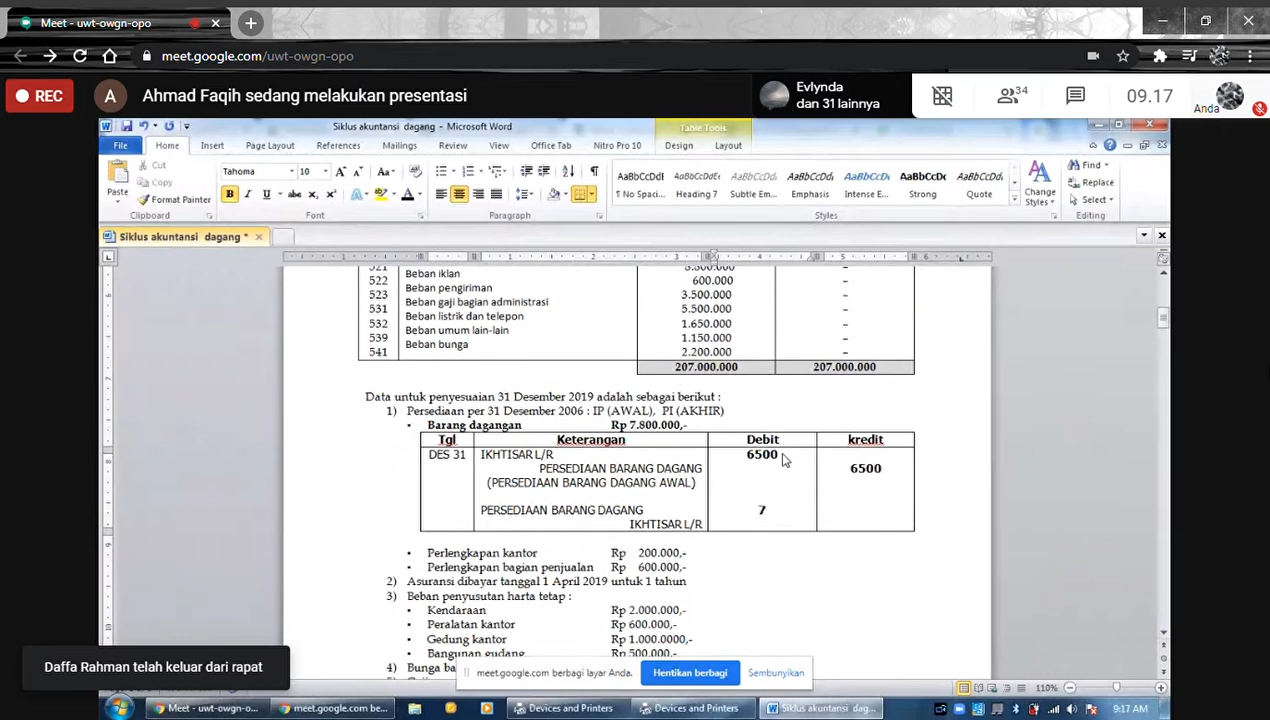 Meet - uwt-owgn-opo
meet.google.com/uwt-owgn-opo
REC
A
Ahmad Faqih sedang melakukan presentasi
Evlynda
dan 31 lainnya
34
09.17
Anda
Siklus akuntansi dagang - Microsoft Word
Table Tools
File Home Insert Page Layout References Mailings Review View Office Tab Nitro Pro 10 Design Layout
Paste
Cut
Copy
Format Painter
Tahoma 10
AaBbCcDc AaBbCcDc AaBbCcDc AaBbCcDc AaBbCcDc AaBbCcDc AaBbCcDc
No Spaci... Heading 7 Subtle Em... Emphasis Intense E... Strong Quote
Change
Styles
Find
Replace
Select
Clipboard Font Paragraph Styles Editing
Siklus akuntansi dagang *
521 Beban iklan
522 Beban pengiriman 600.000 –
523 Beban gaji bagian administrasi 3.500.000 –
531 Beban listrik dan telepon 5.500.000 –
532 Beban umum lain-lain 1.650.000 –
539 Beban bunga 1.150.000 –
541 2.200.000 –
207.000.000 207.000.000
Data untuk penyesuaian 31 Desember 2019 adalah sebagai berikut :
1) Persediaan per 31 Desember 2006 : IP (AWAL), PI (AKHIR)
• Barang dagangan Rp 7.800.000,-
Tgl Keterangan Debit kredit
DES 31 IKHTISAR L/R 6500
PERSEDIAAN BARANG DAGANG 6500
(PERSEDIAAN BARANG DAGANG AWAL)
PERSEDIAAN BARANG DAGANG 7
IKHTISAR L/R
• Perlengkapan kantor Rp 200.000,-
• Perlengkapan bagian penjualan Rp 600.000,-
2) Asuransi dibayar tanggal 1 April 2019 untuk 1 tahun
3) Beban penyusutan harta tetap :
• Kendaraan Rp 2.000.000,-
• Peralatan kantor Rp 600.000,-
• Gedung kantor Rp 1.000.0000,-
• Bangunan gudang Rp 500.000,-
4) Bunga
Daffa Rahman telah keluar dari rapat
meet.google.com berbagi layar Anda.
Hentikan berbagi
Sembunyikan
110%
Meet - uwt-owgn-o...
meet.google.com be...
Devices and Printers
Devices and Printers
Siklus akuntansi dag...
9:17 AM